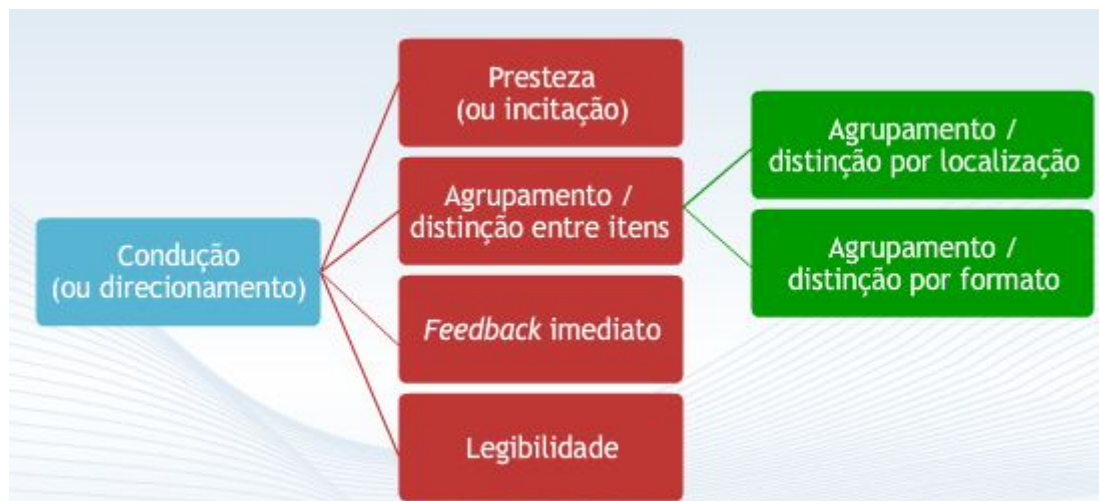 Condução
(ou direcionamento)
Presteza
(ou incitação)
Agrupamento /
distinção entre itens
Feedback imediato
Legibilidade
Agrupamento /
distinção por localização
Agrupamento /
distinção por formato